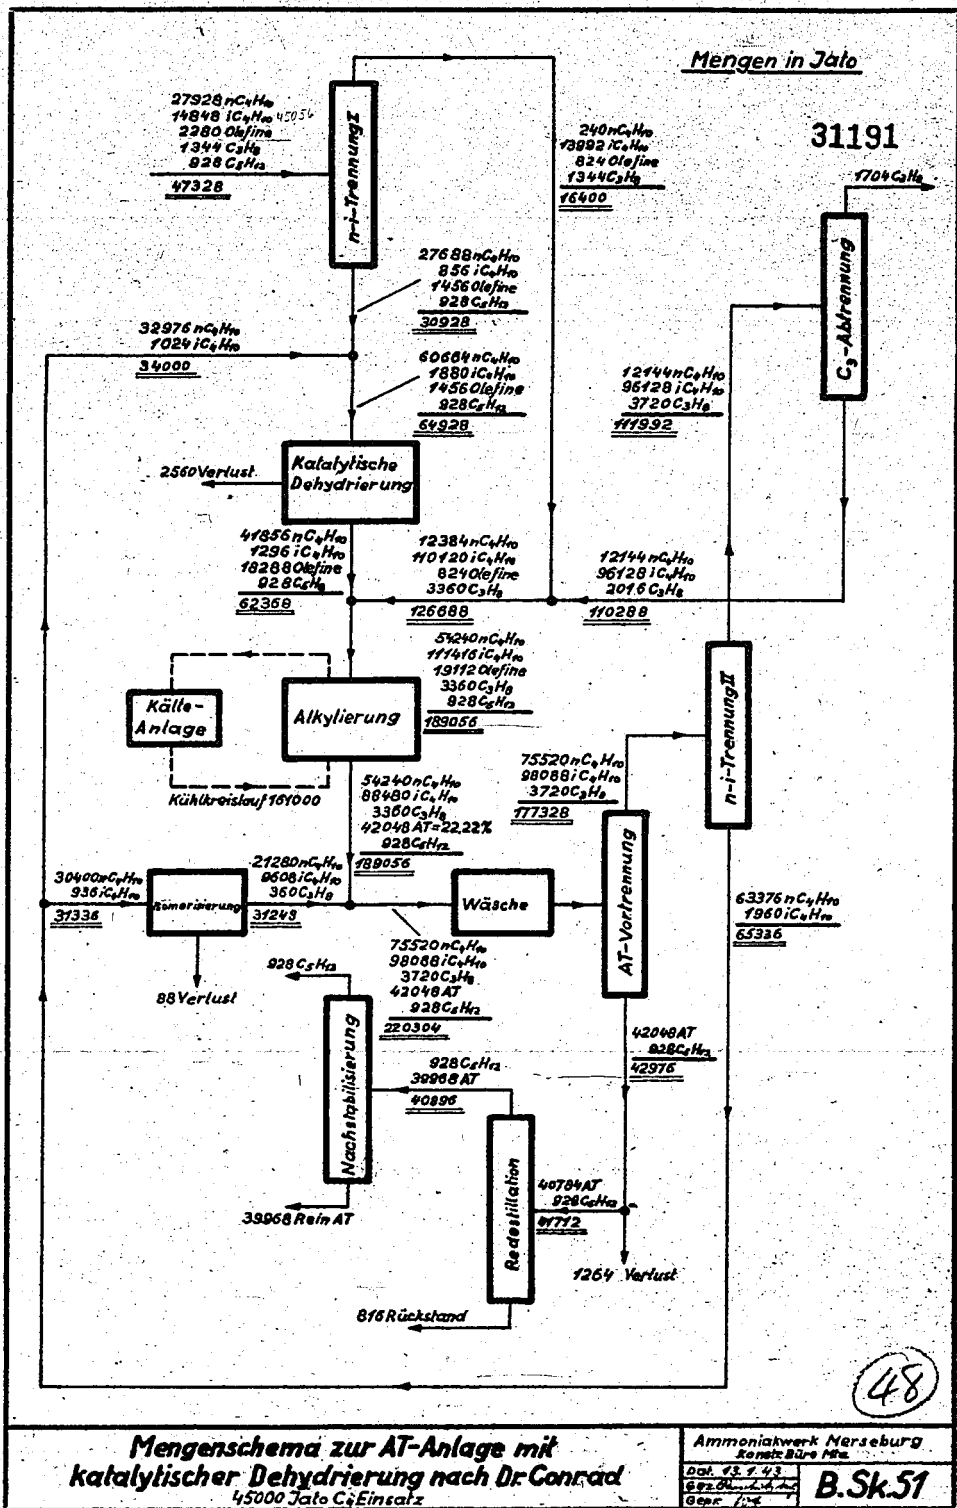 Mengen in Jato
31191
27928 nC4H10
14848 iC4H10 45056
2280 Olefine
1344 C3H8
928 C5H12
47328
n-i-Trennung I
240 nC4H10
13992 iC4H10
824 Olefine
1344 C3H8
16400
1704 C3H8
C3-Abtrennung
27688 nC4H10
856 iC4H10
1456 Olefine
928 C5H12
30928
32976 nC4H10
1024 iC4H10
34000
60664 nC4H10
1880 iC4H10
1456 Olefine
928 C5H12
64928
12144 nC4H10
96128 iC4H10
3720 C3H8
111992
Katalytische
Dehydrierung
2560 Verlust
41856 nC4H10
1296 iC4H10
18288 Olefine
928 C5H8
62368
12384 nC4H10
110120 iC4H10
824 Olefine
3360 C3H8
126688
12144 nC4H10
96128 iC4H10
2016 C3H8
110288
54240 nC4H10
111416 iC4H10
19112 Olefine
3360 C3H8
928 C5H12
189056
Kälte-
Anlage
Alkylierung
Kühlkreislauf 161000
n-i-Trennung II
75520 nC4H10
98088 iC4H10
3720 C3H8
177328
54240 nC4H10
88480 iC4H10
3360 C3H8
42048 AT=22,22%
928 C5H12
189056
30400 nC4H10
936 iC4H10
31336
Isomerisierung
21280 nC4H10
9608 iC4H10
360 C3H8
31248
Wäsche
AT-Vortrennung
63376 nC4H10
1960 iC4H10
65336
88 Verlust
75520 nC4H10
98088 iC4H10
3720 C3H8
42048 AT
928 C5H12
220304
928 C5H12
Nachstabilisierung
42048 AT
928 C5H12
42976
928 C5H12
39968 AT
40896
Redestillation
40784 AT
928 C5H12
41712
39968 Rein AT
1264 Verlust
816 Rückstand
48
Mengenschema zur AT-Anlage mit
katalytischer Dehydrierung nach Dr. Conrad
45000 Jato C4 Einsatz
Ammoniakwerk Merseburg
Konstr. Büro Me.
Dat. 13.1.43
Gez.
Gepr.
B.Sk.51